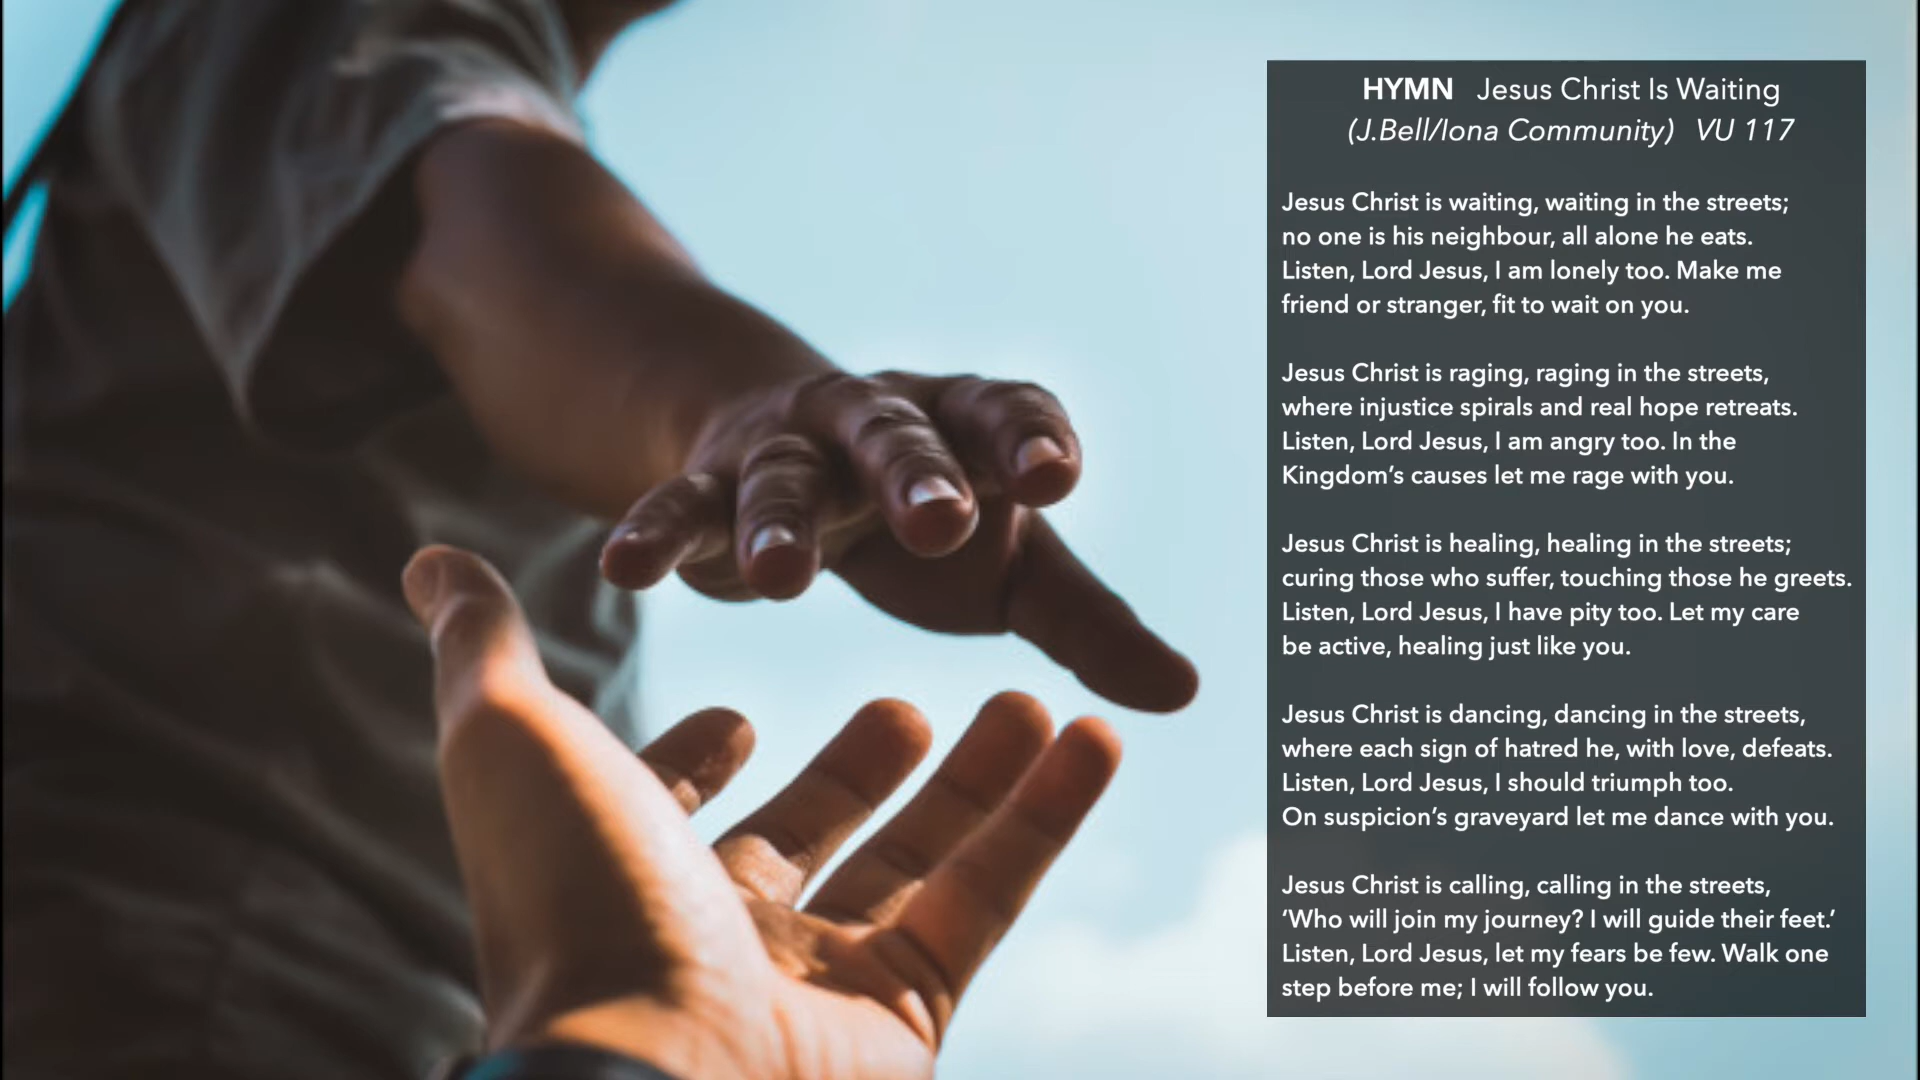 HYMN Jesus Christ Is Waiting
(J.Bell/Iona Community) VU 117
Jesus Christ is waiting, waiting in the streets;
no one is his neighbour, all alone he eats.
Listen, Lord Jesus, I am lonely too. Make me
friend or stranger, fit to wait on you.
Jesus Christ is raging, raging in the streets,
where injustice spirals and real hope retreats.
Listen, Lord Jesus, I am angry too. In the
Kingdom’s causes let me rage with you.
Jesus Christ is healing, healing in the streets;
curing those who suffer, touching those he greets.
Listen, Lord Jesus, I have pity too. Let my care
be active, healing just like you.
Jesus Christ is dancing, dancing in the streets,
where each sign of hatred he, with love, defeats.
Listen, Lord Jesus, I should triumph too.
On suspicion’s graveyard let me dance with you.
Jesus Christ is calling, calling in the streets,
‘Who will join my journey? I will guide their feet.’
Listen, Lord Jesus, let my fears be few. Walk one
step before me; I will follow you.